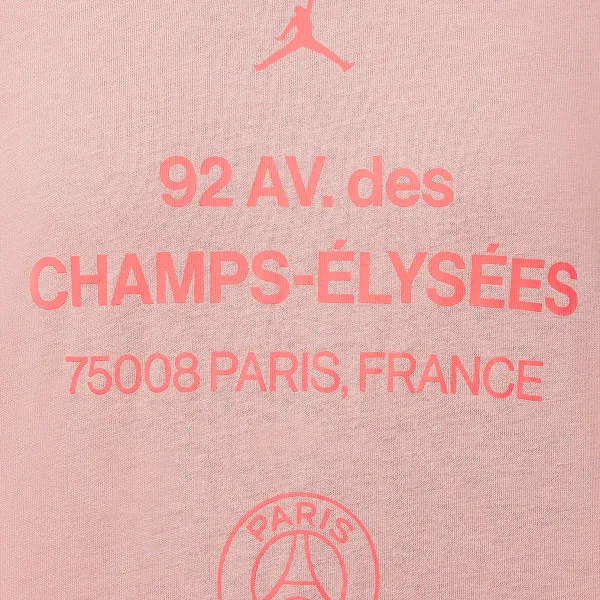 92 AV. des
CHAMPS-ÉLYSÉES
75008 PARIS, FRANCE
PARIS